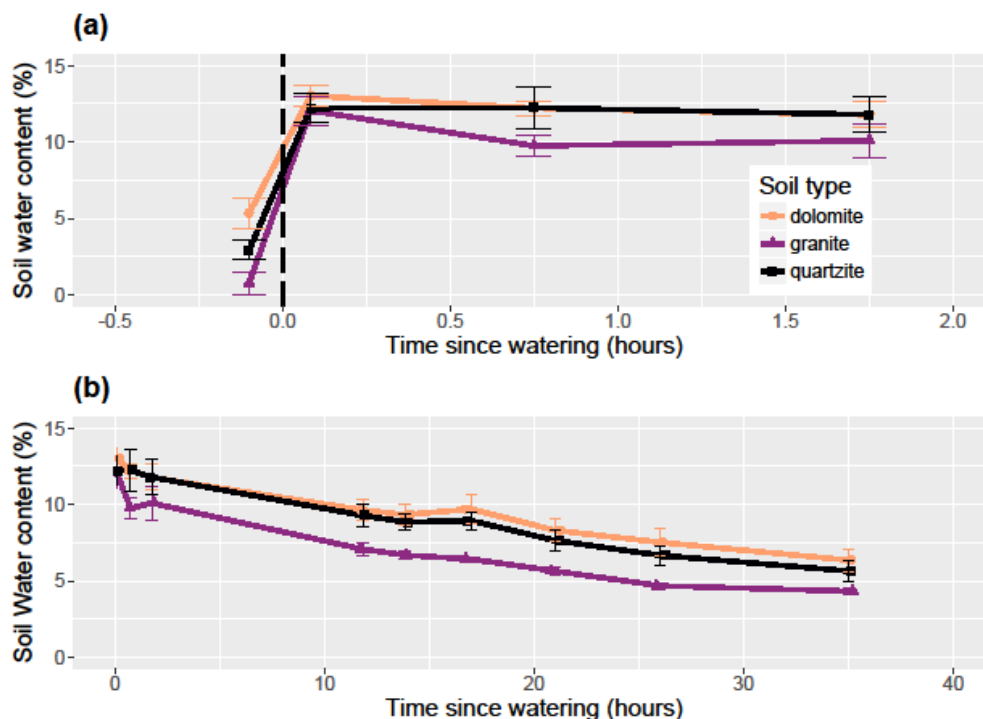 (a)
Soil water content (%)
15
10
5
0
Soil type
dolomite
granite
quartzite
-0.5 0.0 0.5 1.0 1.5 2.0
Time since watering (hours)
(b)
Soil Water content (%)
15
10
5
0
0 10 20 30 40
Time since watering (hours)